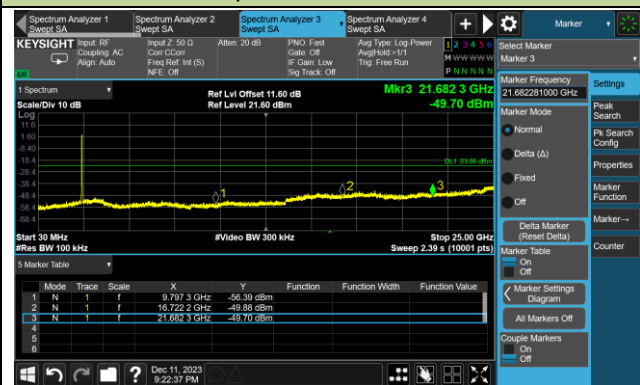 Spectrum Analyzer 1
Swept SA
Spectrum Analyzer 2
Swept SA
Spectrum Analyzer 3
Swept SA
Spectrum Analyzer 4
Swept SA
+
Marker
KEYSIGHT
Input: RF
Coupling: AC
Align: Auto
Input Z: 50 Ω
Corr CCorr
Freq Ref: Int (S)
NFE: Off
Atten: 20 dB
PNO: Fast
Gate: Off
IF Gain: Low
Sig Track: Off
Avg Type: Log-Power
Avg|Hold:>1/1
Trig: Free Run
1 2 3 4 5 6
M W W W W W
P N N N N N
Select Marker
Marker 3
1 Spectrum
Scale/Div 10 dB
Ref Lvl Offset 11.60 dB
Ref Level 21.60 dBm
Mkr3 21.682 3 GHz
-49.70 dBm
Log
11.6
1.60
-8.40
-18.4
-28.4
-38.4
-48.4
-58.4
-68.4
DL1 -23.00 dBm
1
2
3
Start 30 MHz
#Res BW 100 kHz
#Video BW 300 kHz
Stop 25.00 GHz
Sweep 2.39 s (10001 pts)
5 Marker Table
Mode Trace Scale X Y Function Function Width Function Value
1 N 1 f 9.797 3 GHz -56.39 dBm
2 N 1 f 16.722 2 GHz -49.88 dBm
3 N 1 f 21.682 3 GHz -49.70 dBm
4
5
6
Marker Frequency
21.682281000 GHz
Marker Mode
Normal
Delta (Δ)
Fixed
Off
Delta Marker
(Reset Delta)
Marker Table
On
Off
Marker Settings
Diagram
All Markers Off
Couple Markers
On
Off
Settings
Peak
Search
Pk Search
Config
Properties
Marker
Function
Marker→
Counter
?
Dec 11, 2023
9:22:37 PM